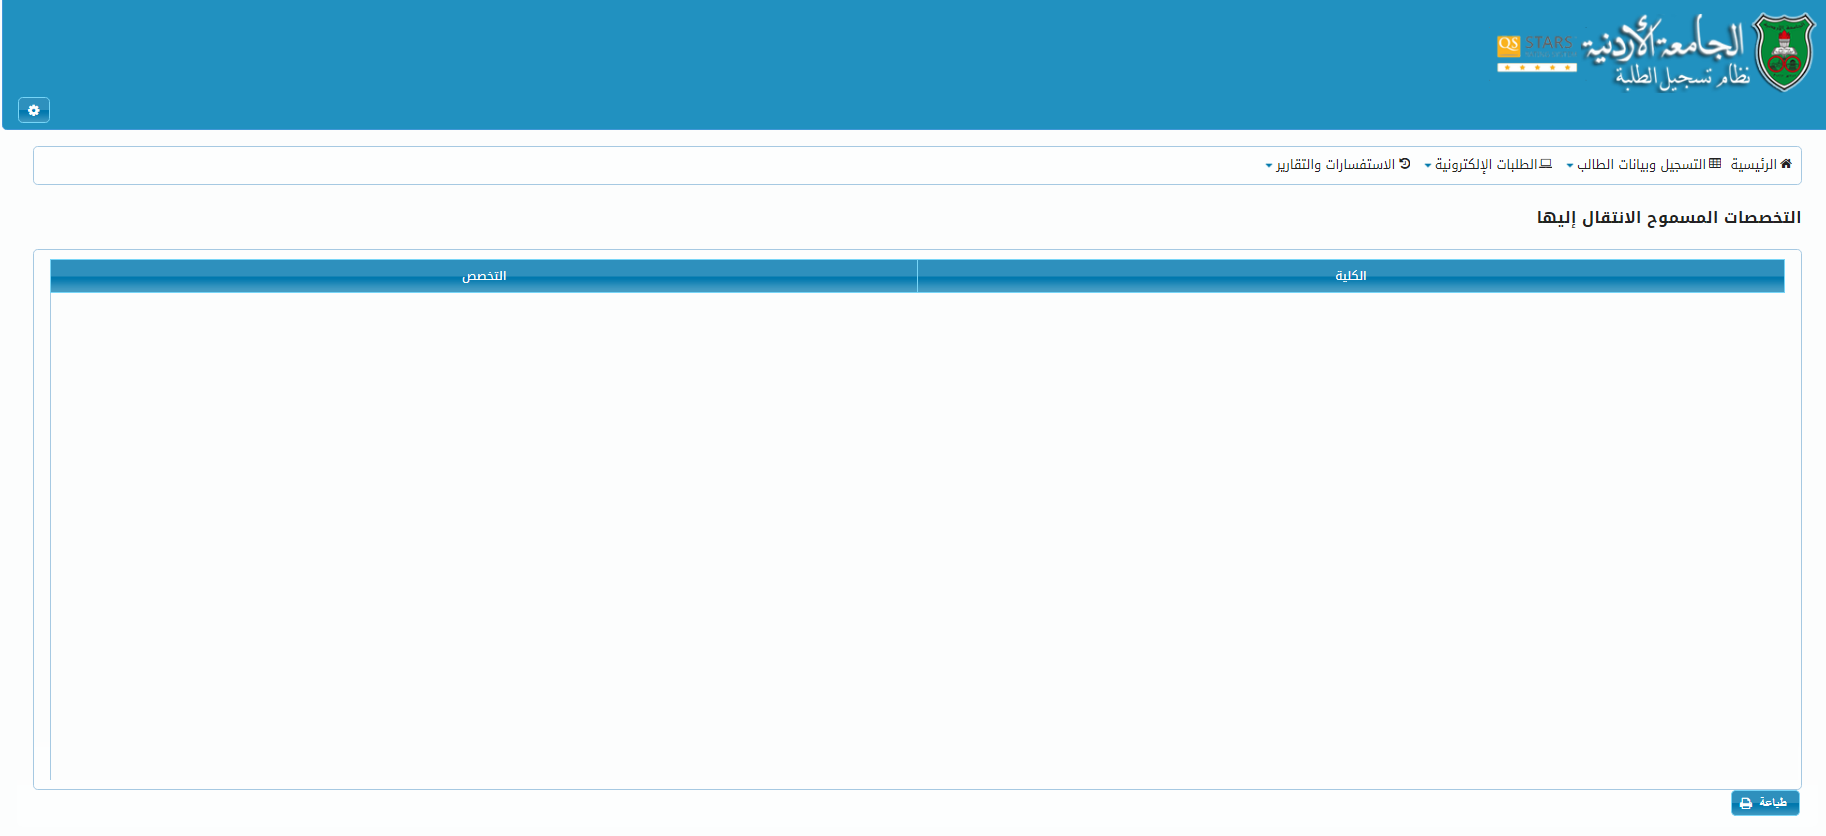 الجامعة الأردنية
نظام تسجيل الطلبة
QS STARS
الرئيسية التسجيل وبيانات الطالب الطلبات الإلكترونية الاستفسارات والتقارير
التخصصات المسموح الانتقال إليها
الكلية التخصص
طباعة